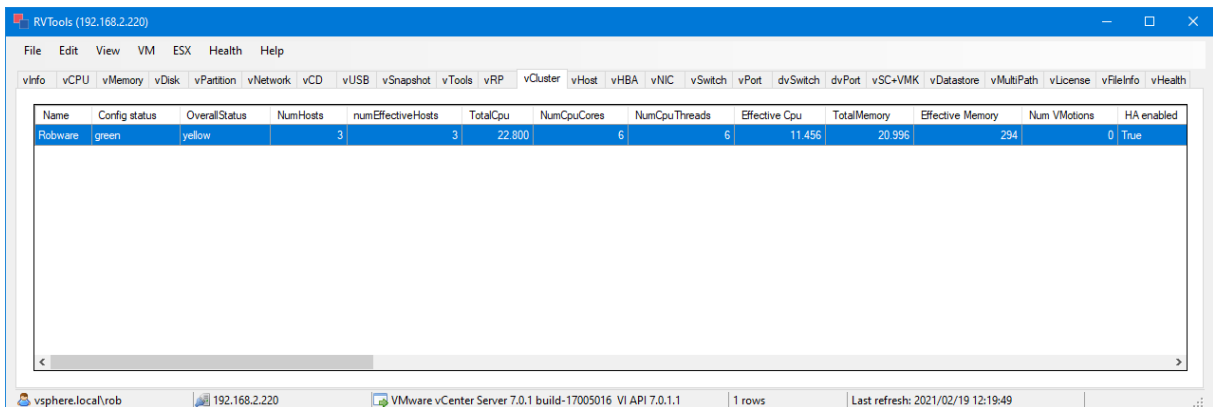 RVTools (192.168.2.220)
File Edit View VM ESX Health Help
vInfo vCPU vMemory vDisk vPartition vNetwork vCD vUSB vSnapshot vTools vRP vCluster vHost vHBA vNIC vSwitch vPort dvSwitch dvPort vSC+VMK vDatastore vMultiPath vLicense vFileInfo vHealth
Name Config status OverallStatus NumHosts numEffectiveHosts TotalCpu NumCpuCores NumCpuThreads Effective Cpu TotalMemory Effective Memory Num VMotions HA enabled
Robware green yellow 3 3 22.800 6 6 11.456 20.996 294 0 True
vsphere.local\rob 192.168.2.220 VMware vCenter Server 7.0.1 build-17005016 VI API 7.0.1.1 1 rows Last refresh: 2021/02/19 12:19:49